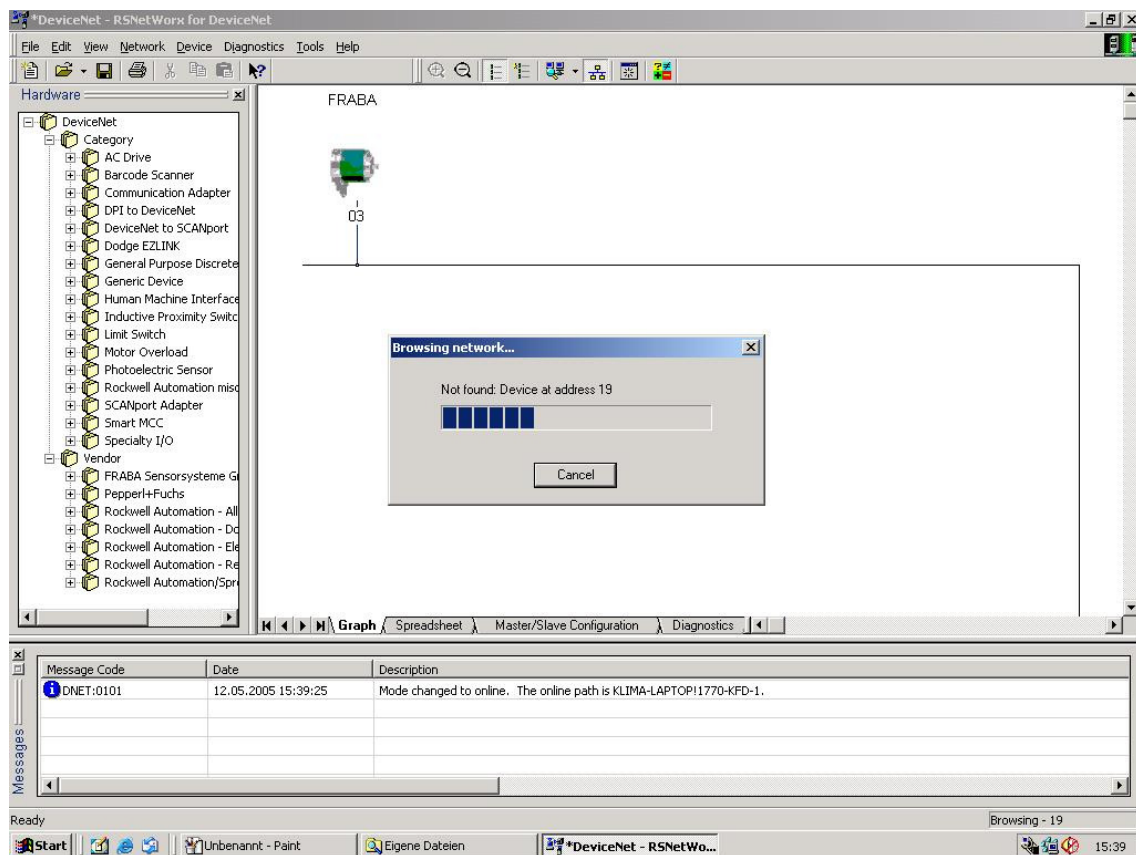 *DeviceNet - RSNetWorx for DeviceNet
File Edit View Network Device Diagnostics Tools Help
Hardware
DeviceNet
Category
AC Drive
Barcode Scanner
Communication Adapter
DPI to DeviceNet
DeviceNet to SCANport
Dodge EZLINK
General Purpose Discrete
Generic Device
Human Machine Interface
Inductive Proximity Switc
Limit Switch
Motor Overload
Photoelectric Sensor
Rockwell Automation misc
SCANport Adapter
Smart MCC
Specialty I/O
Vendor
FRABA Sensorsysteme G
Pepperl+Fuchs
Rockwell Automation - All
Rockwell Automation - Do
Rockwell Automation - Ele
Rockwell Automation - Re
Rockwell Automation/Spr
FRABA
03
Browsing network...
Not found: Device at address 19
Cancel
Graph Spreadsheet Master/Slave Configuration Diagnostics
Messages
Message Code Date Description
DNET:0101 12.05.2005 15:39:25 Mode changed to online. The online path is KLIMA-LAPTOP!1770-KFD-1.
Ready Browsing - 19
Start Unbenannt - Paint Eigene Dateien *DeviceNet - RSNetWo... 15:39